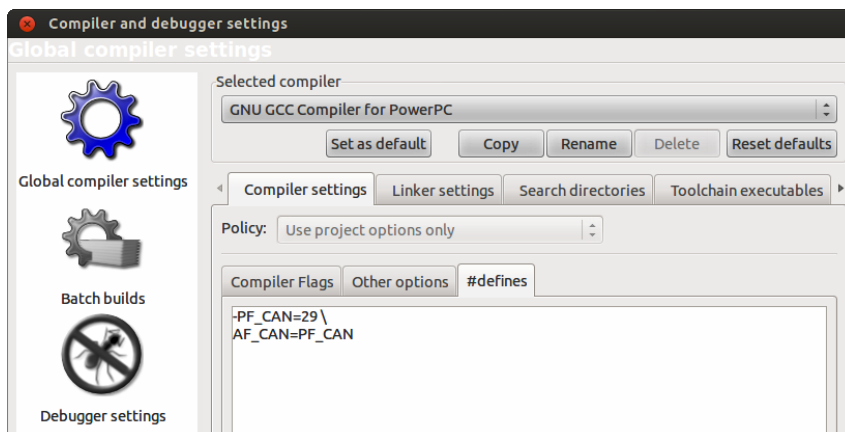 Compiler and debugger settings
Global compiler settings
Selected compiler
GNU GCC Compiler for PowerPC
Set as default Copy Rename Delete Reset defaults
Global compiler settings
Compiler settings Linker settings Search directories Toolchain executables
Policy: Use project options only
Compiler Flags Other options #defines
Batch builds
-PF_CAN=29 \
AF_CAN=PF_CAN
Debugger settings